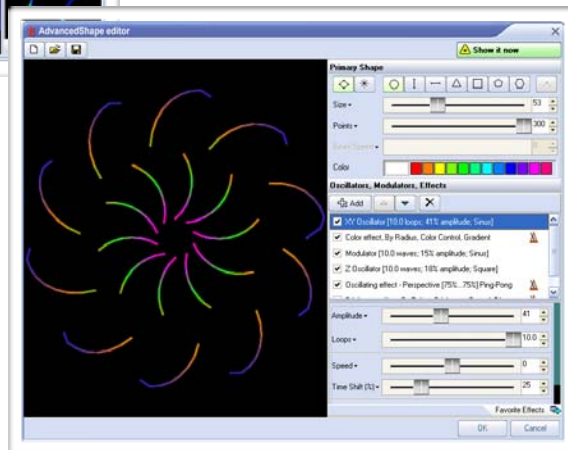 AdvancedShape editor
Show it now
Primary Shape
Size
53
Points
300
Color
Oscillators, Modulators, Effects
Add
XY Oscillator [10.0 loops; 41% amplitude; Sinus]
Color effect, By Radius, Color Control, Gradient
Modulator [10.0 waves; 15% amplitude; Sinus]
Z Oscillator [10.0 waves; 18% amplitude; Square]
Oscillating effect - Perspective [75%...75%] Ping-Pong
Amplitude
41
Loops
10.0
Speed
0
Time Shift [%]
25
Favorite Effects
OK
Cancel